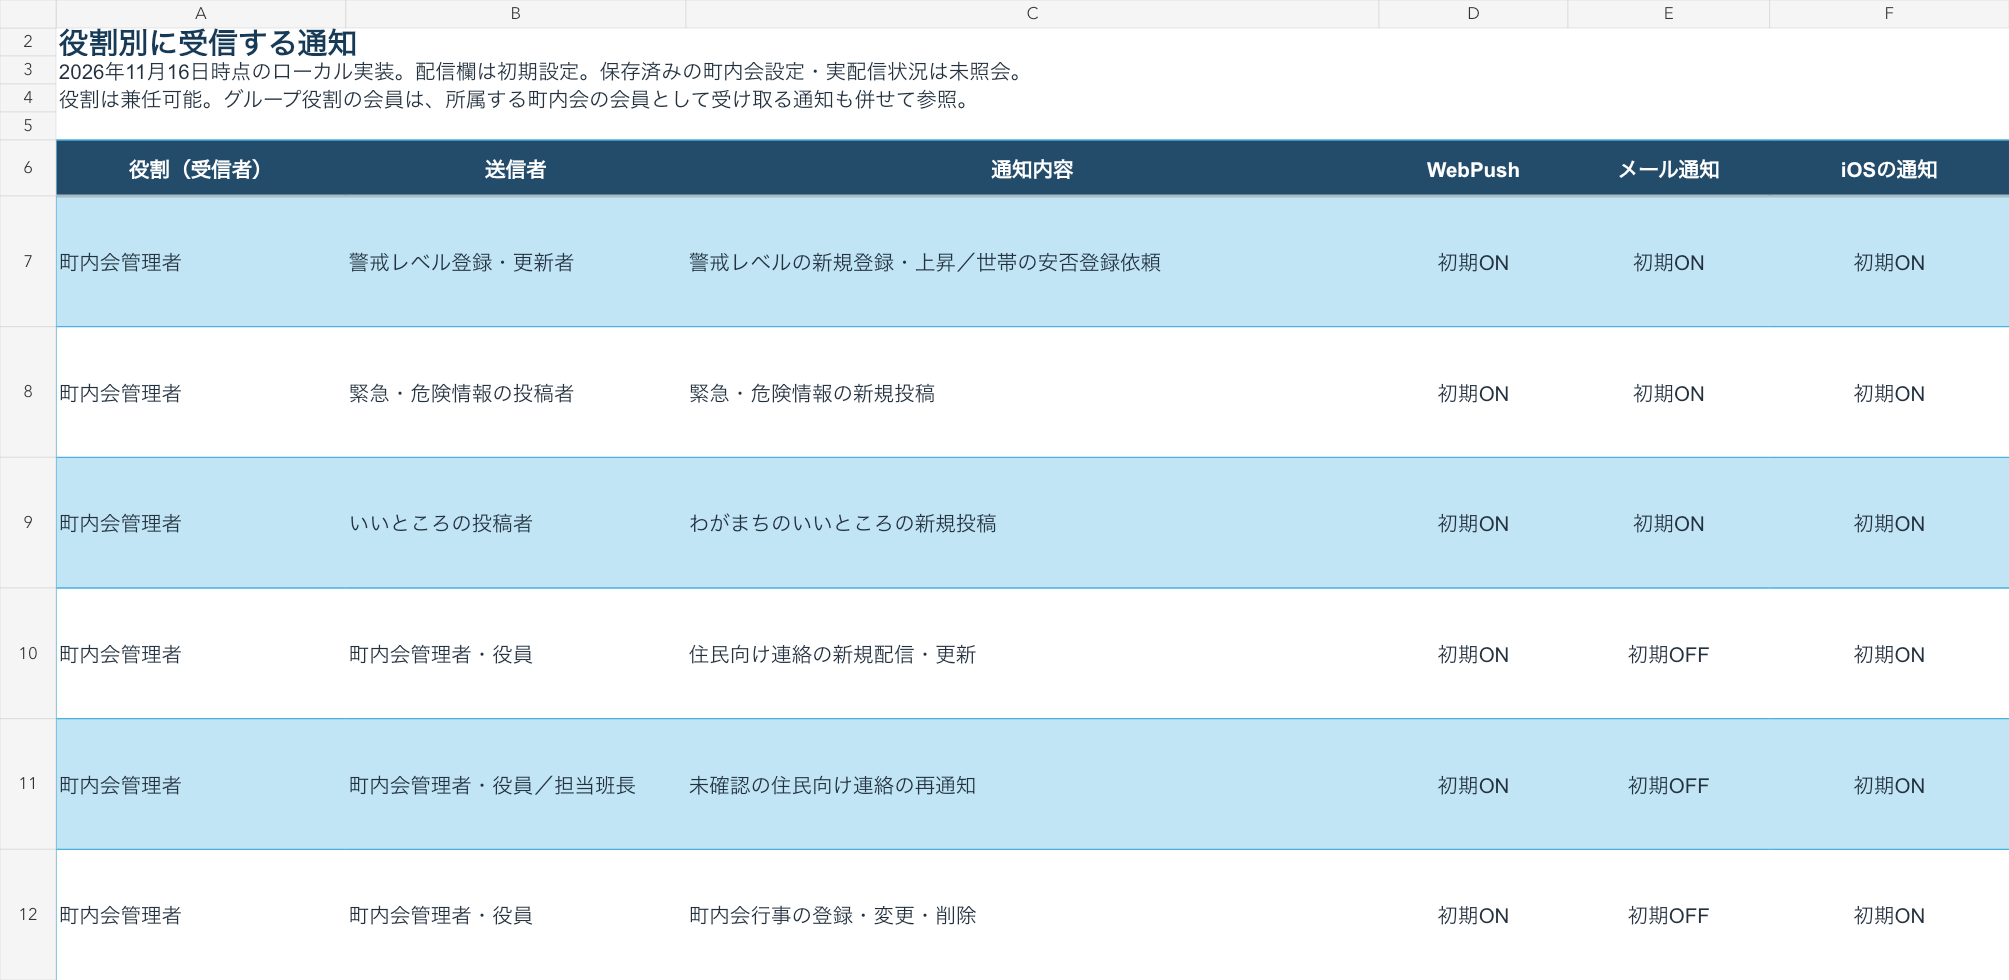 A B C D E F
2 役割別に受信する通知
3 2026年11月16日時点のローカル実装。配信欄は初期設定。保存済みの町内会設定・実配信状況は未照会。
4 役割は兼任可能。グループ役割の会員は、所属する町内会の会員として受け取る通知も併せて参照。
5
6 役割（受信者） 送信者 通知内容 WebPush メール通知 iOSの通知
7 町内会管理者 警戒レベル登録・更新者 警戒レベルの新規登録・上昇／世帯の安否登録依頼 初期ON 初期ON 初期ON
8 町内会管理者 緊急・危険情報の投稿者 緊急・危険情報の新規投稿 初期ON 初期ON 初期ON
9 町内会管理者 いいところの投稿者 わがまちのいいところの新規投稿 初期ON 初期ON 初期ON
10 町内会管理者 町内会管理者・役員 住民向け連絡の新規配信・更新 初期ON 初期OFF 初期ON
11 町内会管理者 町内会管理者・役員／担当班長 未確認の住民向け連絡の再通知 初期ON 初期OFF 初期ON
12 町内会管理者 町内会管理者・役員 町内会行事の登録・変更・削除 初期ON 初期OFF 初期ON